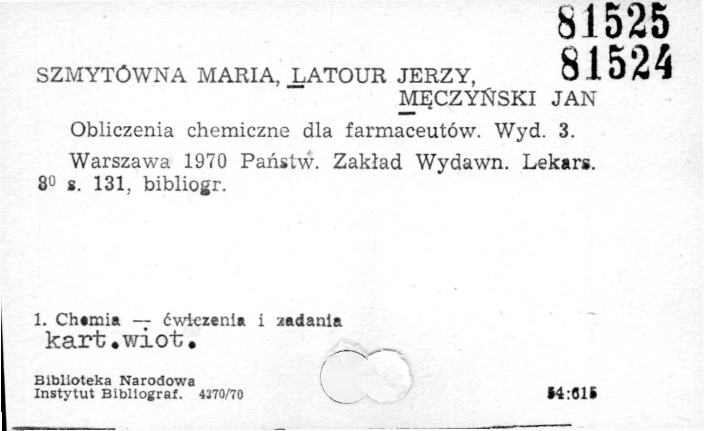 81525
81524
SZMYTÓWNA MARIA, LATOUR JERZY,
MĘCZYŃSKI JAN
Obliczenia chemiczne dla farmaceutów. Wyd. 3.
Warszawa 1970 Państw. Zakład Wydawn. Lekars.
8⁰ s. 131, bibliogr.
1. Chemia — ćwiczenia i zadania
kart.wiot.
Biblioteka Narodowa
Instytut Bibliograf. 4370/70
54:615